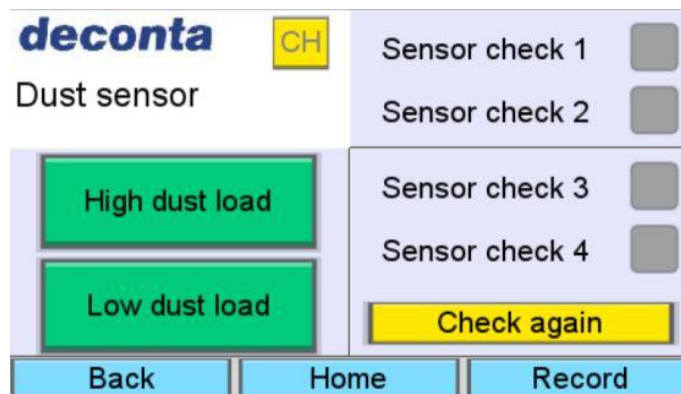 deconta
CH
Dust sensor
Sensor check 1
Sensor check 2
High dust load
Low dust load
Sensor check 3
Sensor check 4
Check again
Back
Home
Record